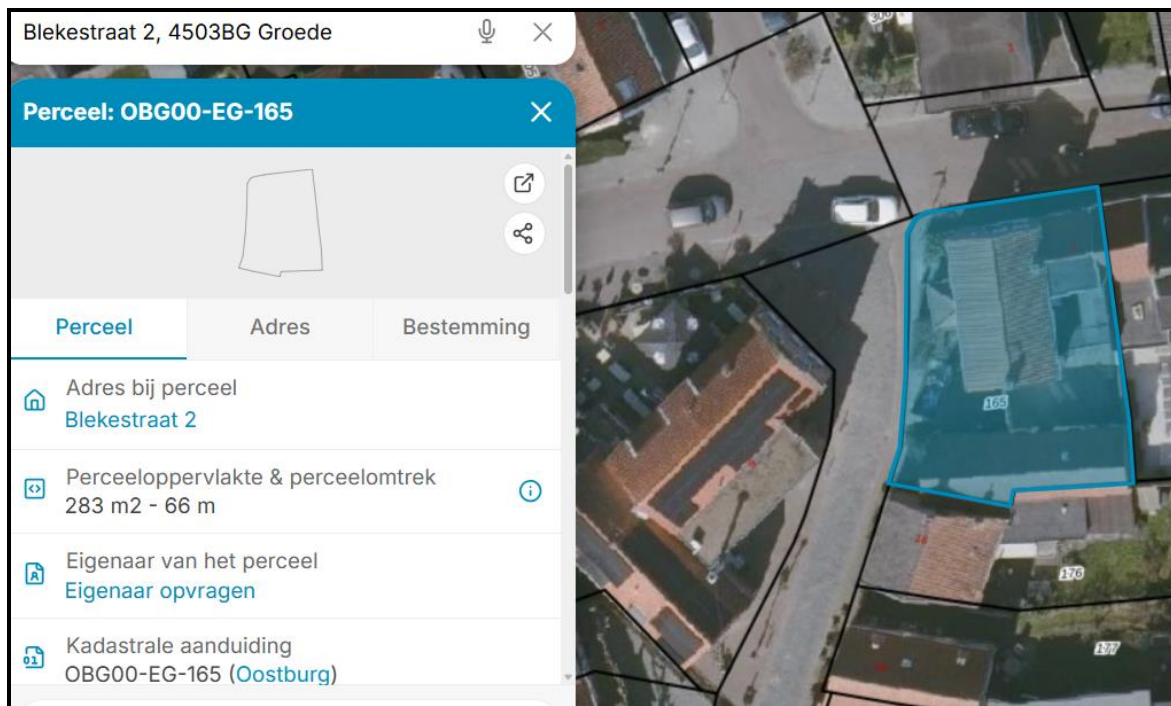 Blekestraat 2, 4503BG Groede
Perceel: OBG00-EG-165
Perceel
Adres
Bestemming
Adres bij perceel
Blekestraat 2
Perceeloppervlakte & perceelomtrek
283 m2 - 66 m
Eigenaar van het perceel
Eigenaar opvragen
Kadastrale aanduiding
OBG00-EG-165 (Oostburg)
165
176
177